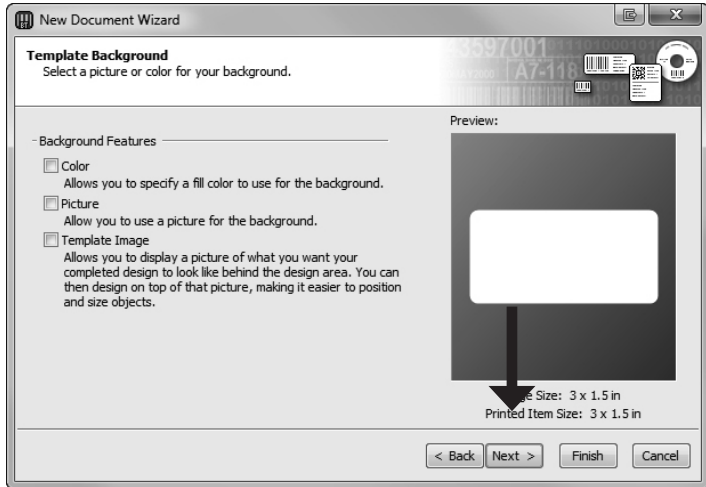 New Document Wizard
Template Background
Select a picture or color for your background.
3597001
A7-118
Preview:
Background Features
Color
Allows you to specify a fill color to use for the background.
Picture
Allow you to use a picture for the background.
Template Image
Allows you to display a picture of what you want your
completed design to look like behind the design area. You can
then design on top of that picture, making it easier to position
and size objects.
Size: 3 x 1.5 in
Printed Item Size: 3 x 1.5 in
< Back
Next >
Finish
Cancel